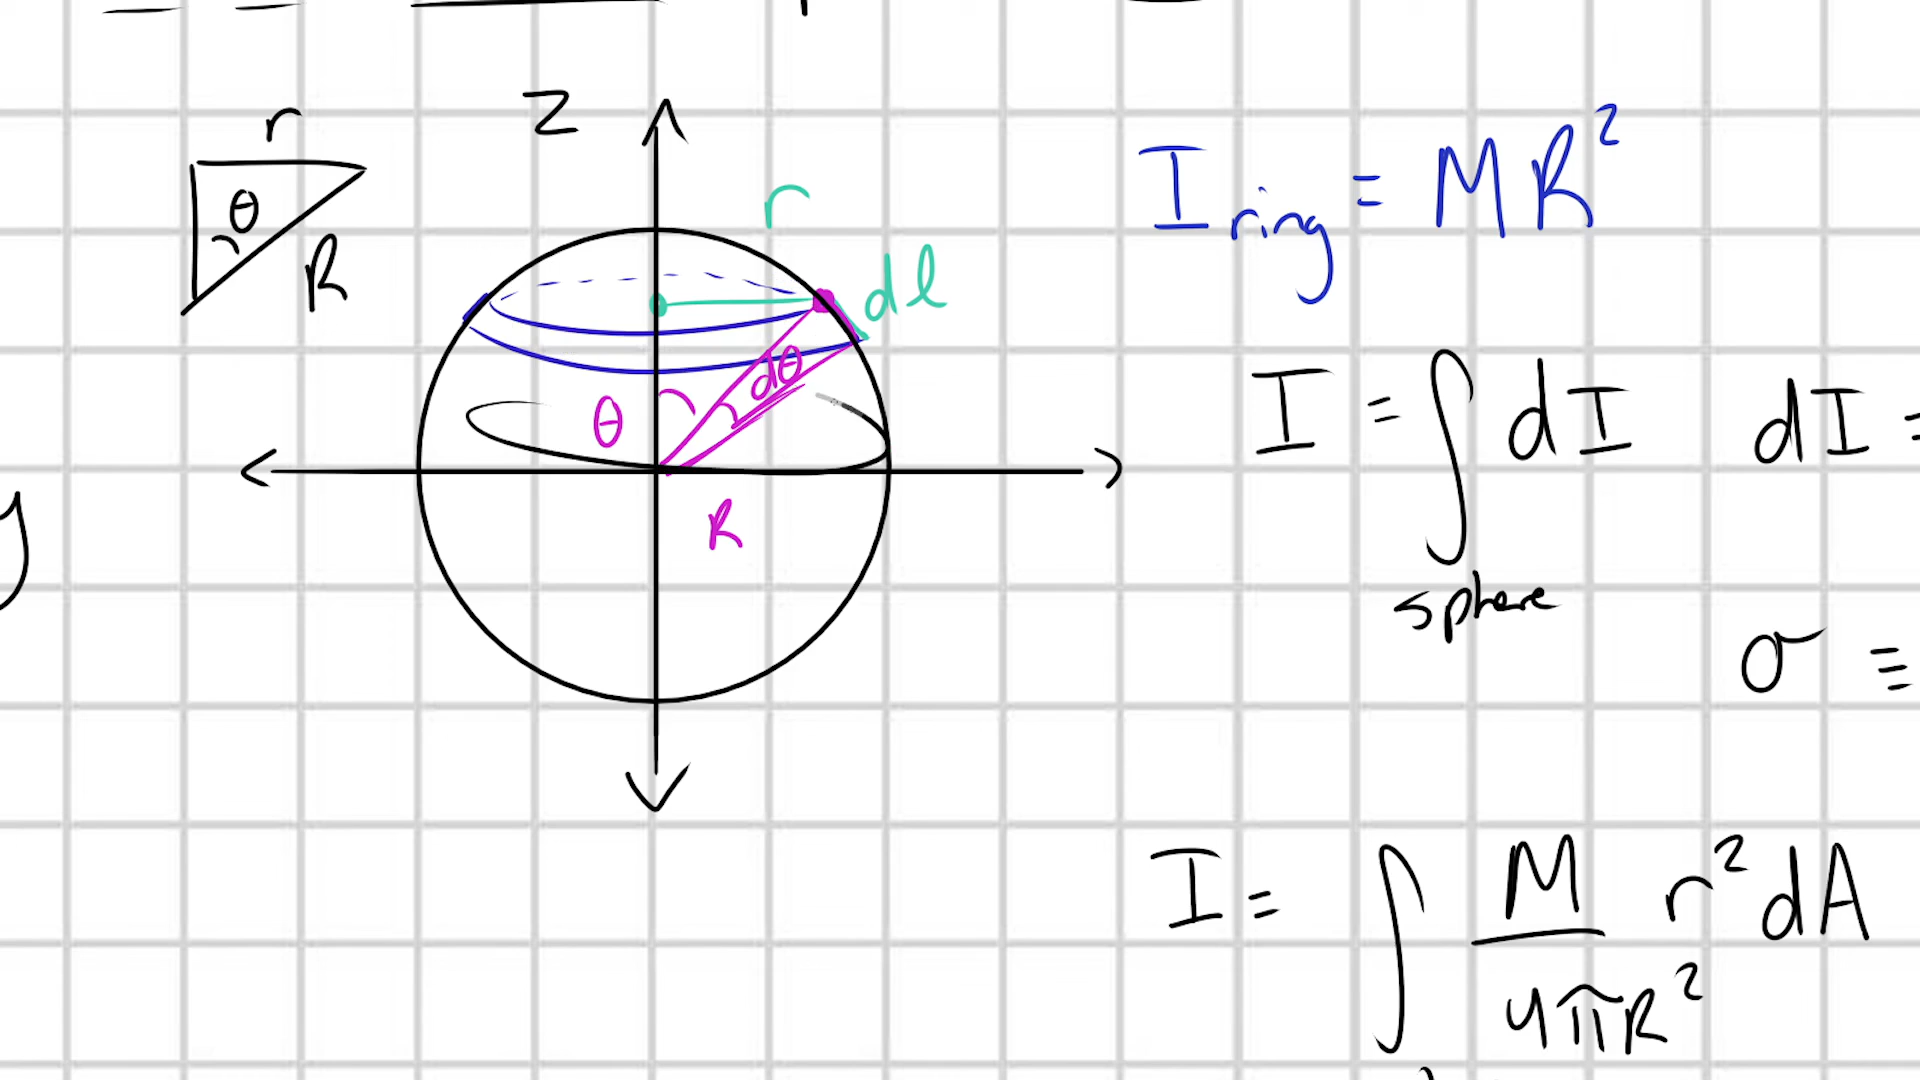 z
r
θ
R
r
dl
dθ
θ
R
y
I_ring = MR²
I = ∫ dI dI =
sphere
σ ≡
I = ∫ M/4πR² r² dA